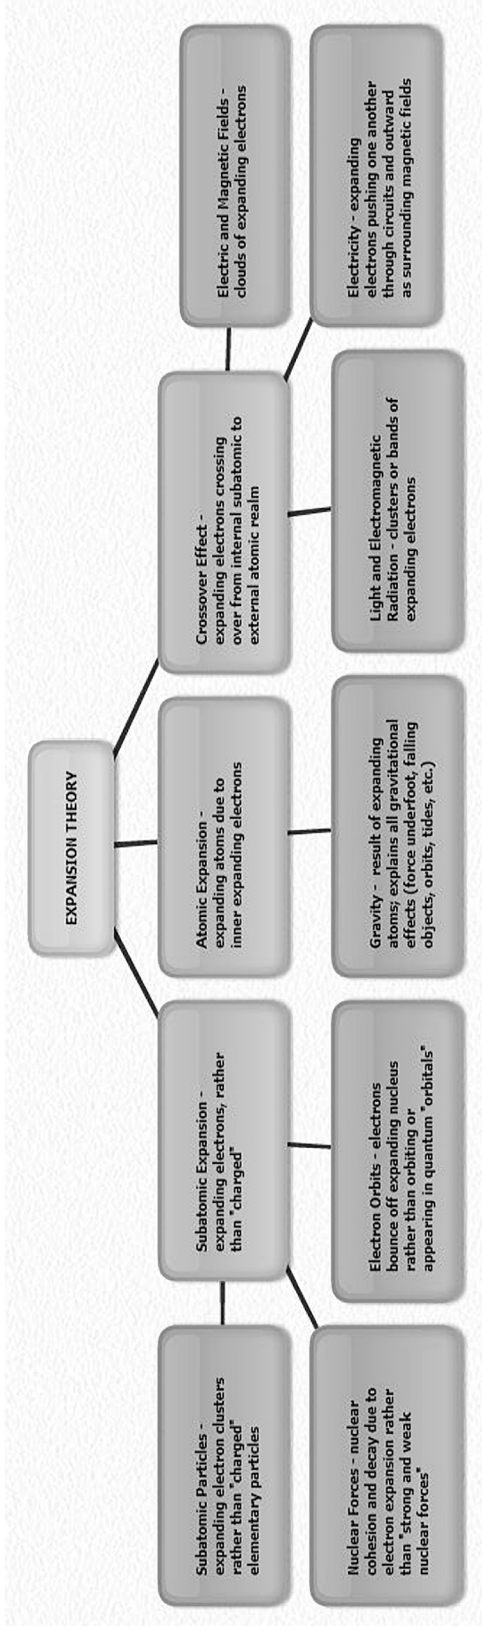 EXPANSION THEORY
Subatomic Particles -
expanding electron clusters
rather than "charged"
elementary particles
Subatomic Expansion -
expanding electrons, rather
than "charged"
Atomic Expansion -
expanding atoms due to
inner expanding electrons
Crossover Effect -
expanding electrons crossing
over from internal subatomic to
external atomic realm
Electric and Magnetic Fields -
clouds of expanding electrons
Nuclear Forces - nuclear
cohesion and decay due to
electron expansion rather
than "strong and weak
nuclear forces"
Electron Orbits - electrons
bounce off expanding nucleus
rather than orbiting or
appearing in quantum "orbitals"
Gravity - result of expanding
atoms; explains all gravitational
effects (force underfoot, falling
objects, orbits, tides, etc.)
Light and Electromagnetic
Radiation - clusters or bands of
expanding electrons
Electricity - expanding
electrons pushing one another
through circuits and outward
as surrounding magnetic fields